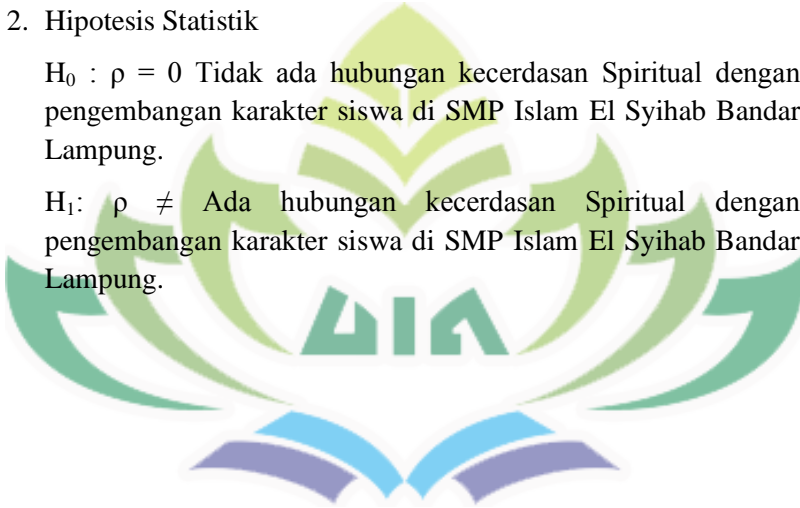 2. Hipotesis Statistik
H₀ : ρ = 0 Tidak ada hubungan kecerdasan Spiritual dengan
pengembangan karakter siswa di SMP Islam El Syihab Bandar
Lampung.
H₁: ρ ≠ Ada hubungan kecerdasan Spiritual dengan
pengembangan karakter siswa di SMP Islam El Syihab Bandar
Lampung.